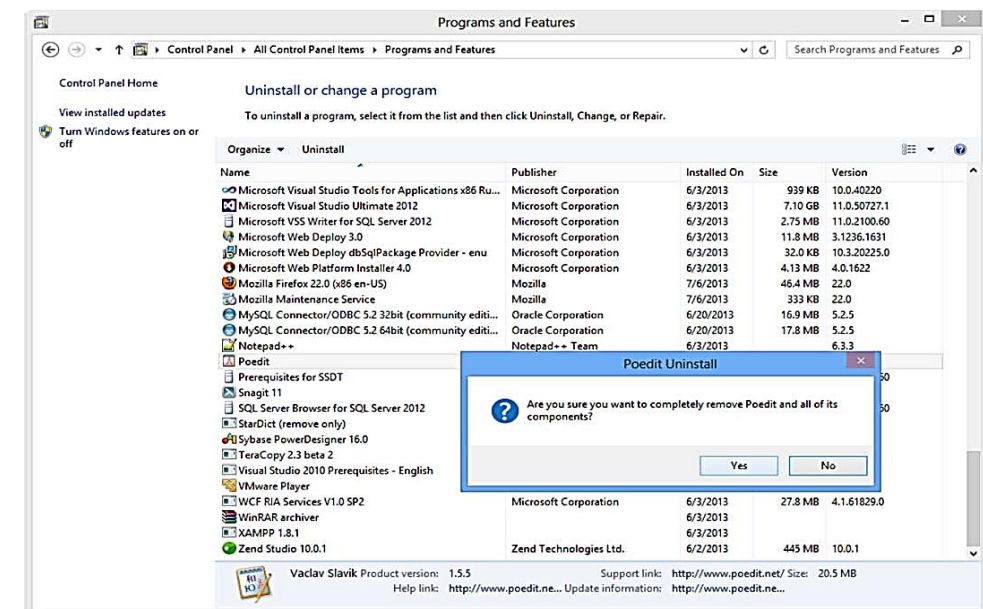 Programs and Features
Control Panel All Control Panel Items Programs and Features
Search Programs and Features
Control Panel Home
View installed updates
Turn Windows features on or
off
Uninstall or change a program
To uninstall a program, select it from the list and then click Uninstall, Change, or Repair.
Organize Uninstall
Name Publisher Installed On Size Version
Microsoft Visual Studio Tools for Applications x86 Ru... Microsoft Corporation 6/3/2013 939 KB 10.0.40220
Microsoft Visual Studio Ultimate 2012 Microsoft Corporation 6/3/2013 7.10 GB 11.0.50727.1
Microsoft VSS Writer for SQL Server 2012 Microsoft Corporation 6/3/2013 2.75 MB 11.0.2100.60
Microsoft Web Deploy 3.0 Microsoft Corporation 6/3/2013 11.8 MB 3.1236.1631
Microsoft Web Deploy dbSqlPackage Provider - enu Microsoft Corporation 6/3/2013 32.0 KB 10.3.20225.0
Microsoft Web Platform Installer 4.0 Microsoft Corporation 6/3/2013 4.13 MB 4.0.1622
Mozilla Firefox 22.0 (x86 en-US) Mozilla 7/6/2013 46.4 MB 22.0
Mozilla Maintenance Service Mozilla 7/6/2013 333 KB 22.0
MySQL Connector/ODBC 5.2 32bit (community editi... Oracle Corporation 6/20/2013 16.9 MB 5.2.5
MySQL Connector/ODBC 5.2 64bit (community editi... Oracle Corporation 6/20/2013 17.8 MB 5.2.5
Notepad++ Notepad++ Team 6/3/2013 6.3.3
Poedit
Prerequisites for SSDT 50
Snagit 11
SQL Server Browser for SQL Server 2012 50
StarDict (remove only)
Sybase PowerDesigner 16.0
TeraCopy 2.3 beta 2
Visual Studio 2010 Prerequisites - English
VMware Player
WCF RIA Services V1.0 SP2 Microsoft Corporation 6/3/2013 27.8 MB 4.1.61829.0
WinRAR archiver 6/3/2013
XAMPP 1.8.1 6/3/2013
Zend Studio 10.0.1 Zend Technologies Ltd. 6/2/2013 445 MB 10.0.1
Poedit Uninstall
Are you sure you want to completely remove Poedit and all of its
components?
Yes No
Vaclav Slavik Product version: 1.5.5 Support link: http://www.poedit.net/ Size: 20.5 MB
Help link: http://www.poedit.ne... Update information: http://www.poedit.ne...